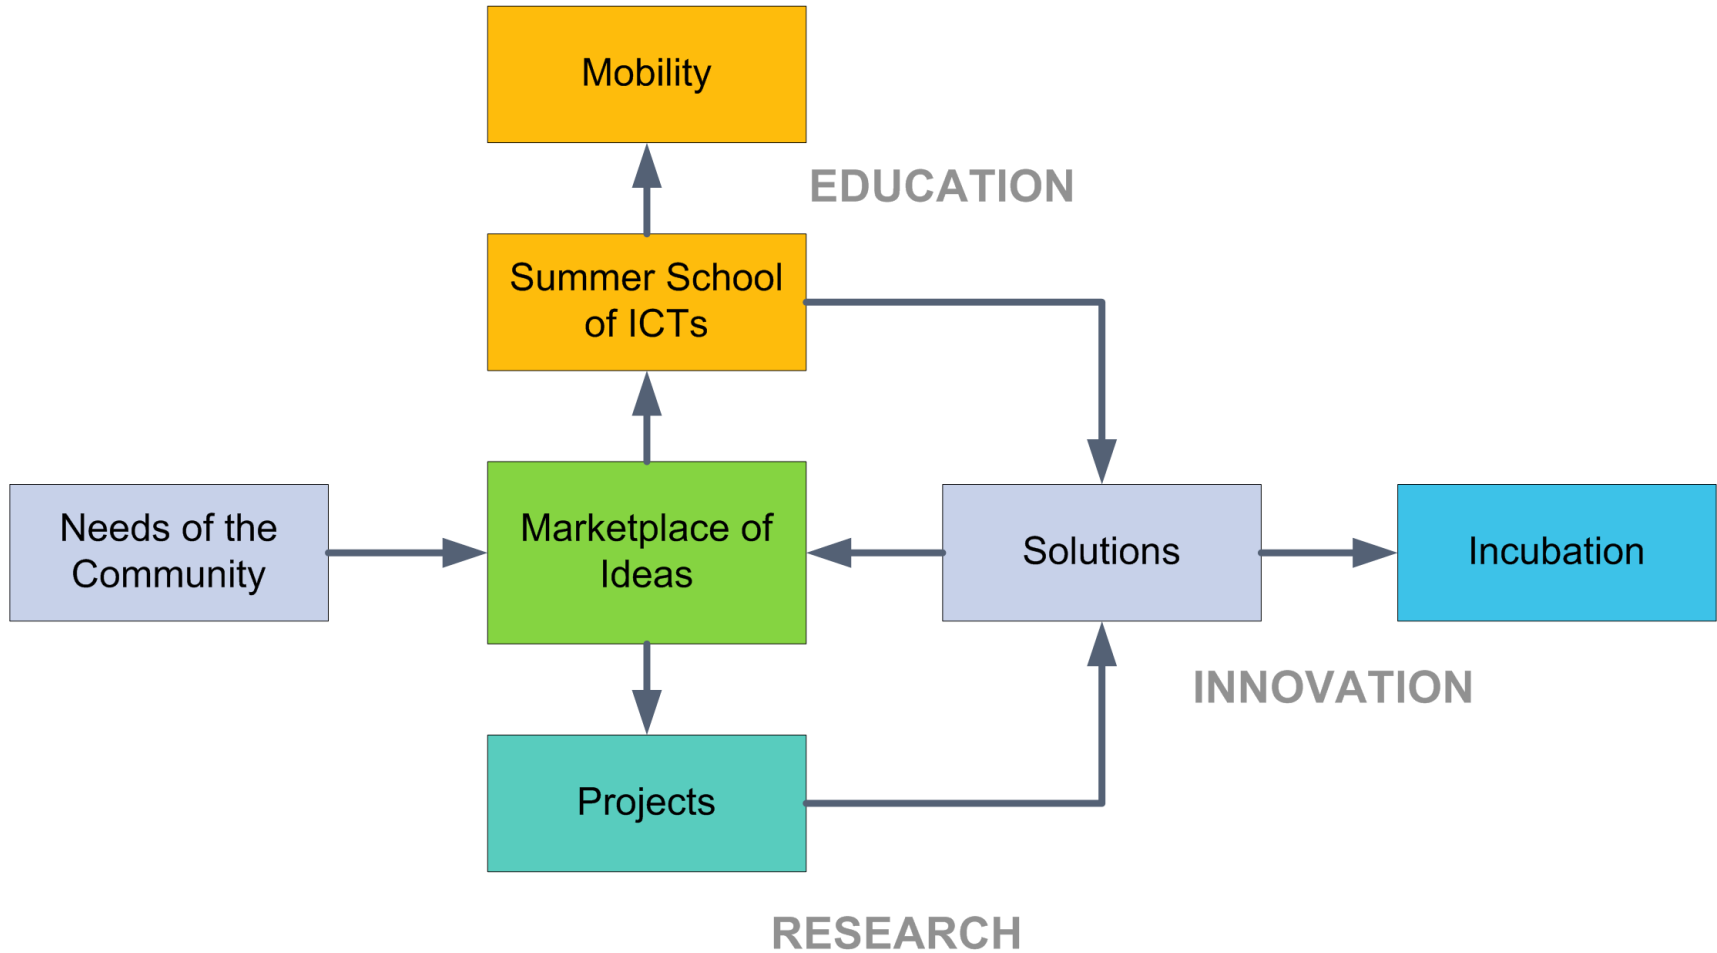 Mobility
EDUCATION
Summer School
of ICTs
Needs of the
Community
Marketplace of
Ideas
Solutions
Incubation
INNOVATION
Projects
RESEARCH